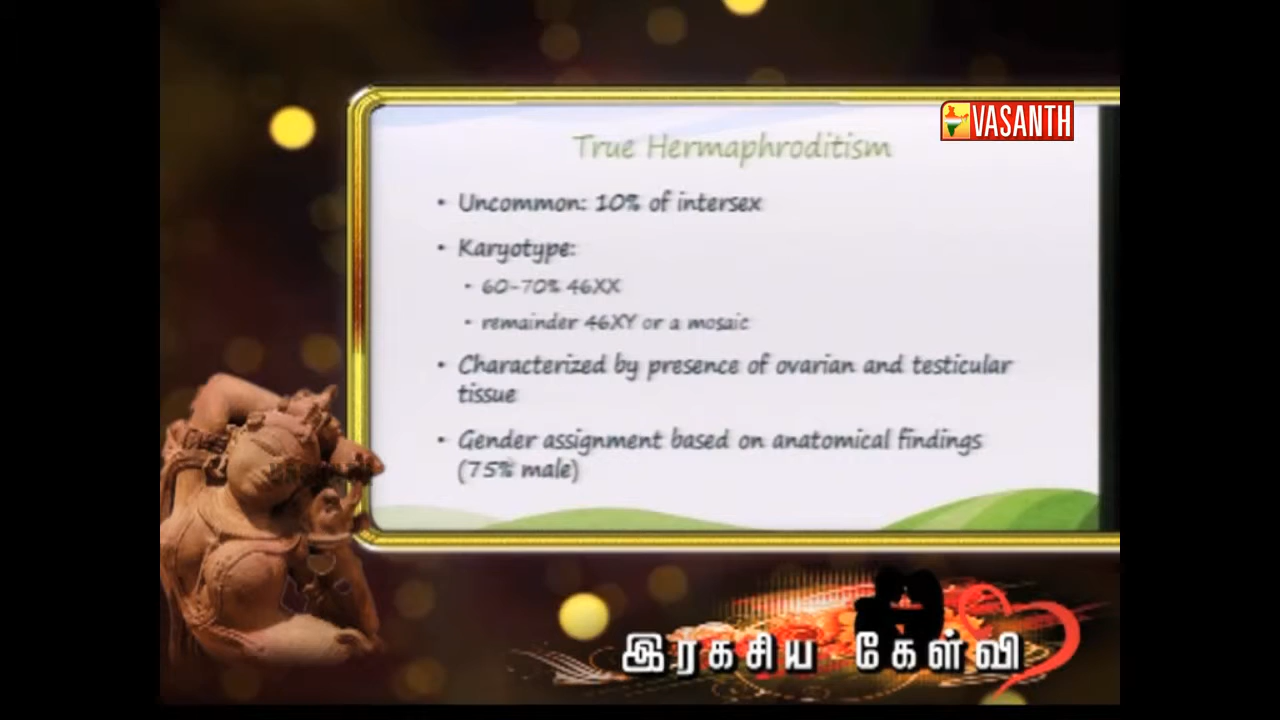 VASANTH
True Hermaphroditism
• Uncommon: 10% of intersex
• Karyotype:
• 60-70% 46XX
• remainder 46XY or a mosaic
• Characterized by presence of ovarian and testicular
tissue
• Gender assignment based on anatomical findings
(75% male)
இரகசிய கேள்வி